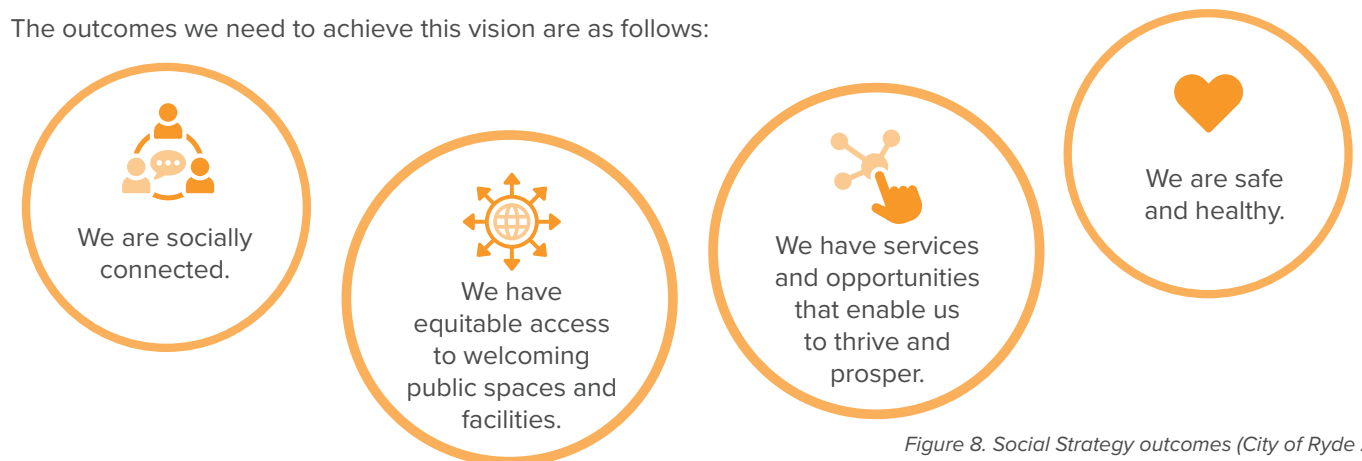 The outcomes we need to achieve this vision are as follows:
We are socially
connected.
We have
equitable access
to welcoming
public spaces and
facilities.
We have services
and opportunities
that enable us
to thrive and
prosper.
We are safe
and healthy.
Figure 8. Social Strategy outcomes (City of Ryde